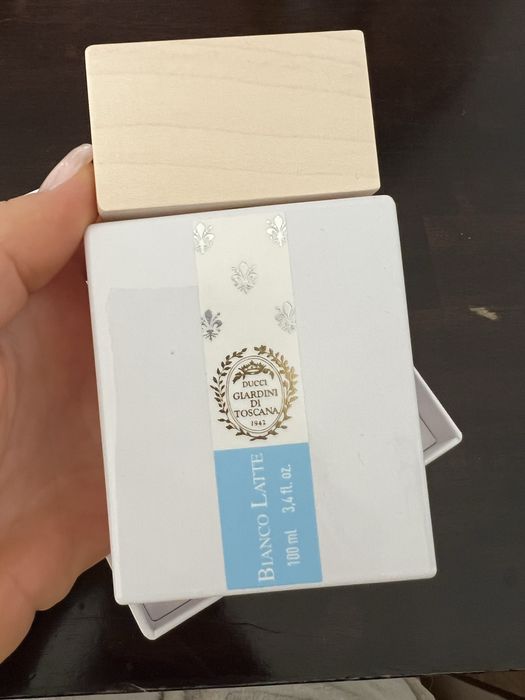 DUCCI
GIARDINI
DI
TOSCANA
1942
BIANCO LATTE
100 ml 3,4 fl. oz.